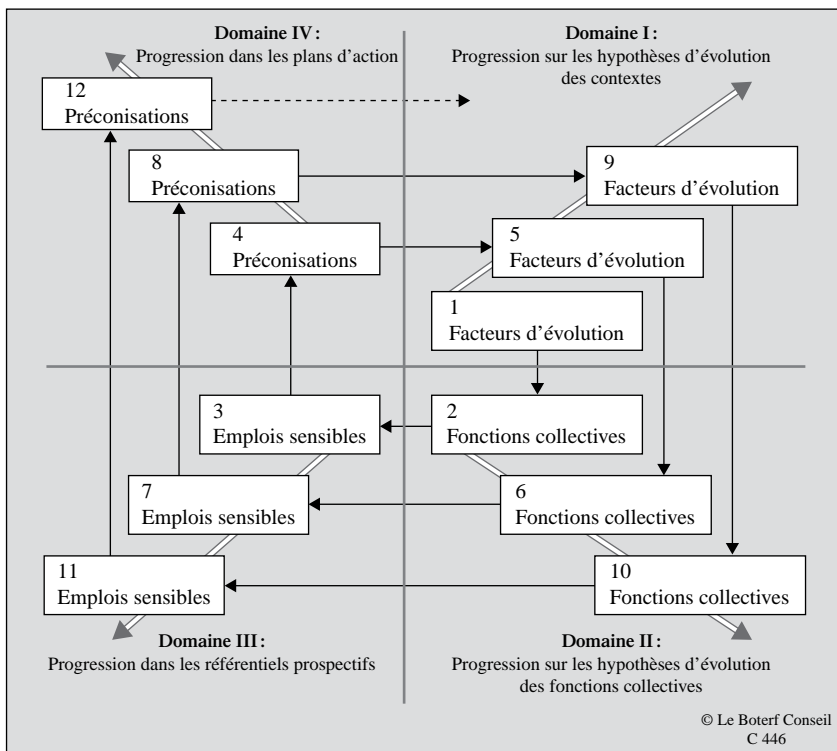 Domaine IV :
Progression dans les plans d'action
Domaine I :
Progression sur les hypothèses d'évolution
des contextes
12
Préconisations
8
Préconisations
9
Facteurs d'évolution
4
Préconisations
5
Facteurs d'évolution
1
Facteurs d'évolution
3
Emplois sensibles
2
Fonctions collectives
7
Emplois sensibles
6
Fonctions collectives
11
Emplois sensibles
10
Fonctions collectives
Domaine III :
Progression dans les référentiels prospectifs
Domaine II :
Progression sur les hypothèses d'évolution
des fonctions collectives
© Le Boterf Conseil
C 446